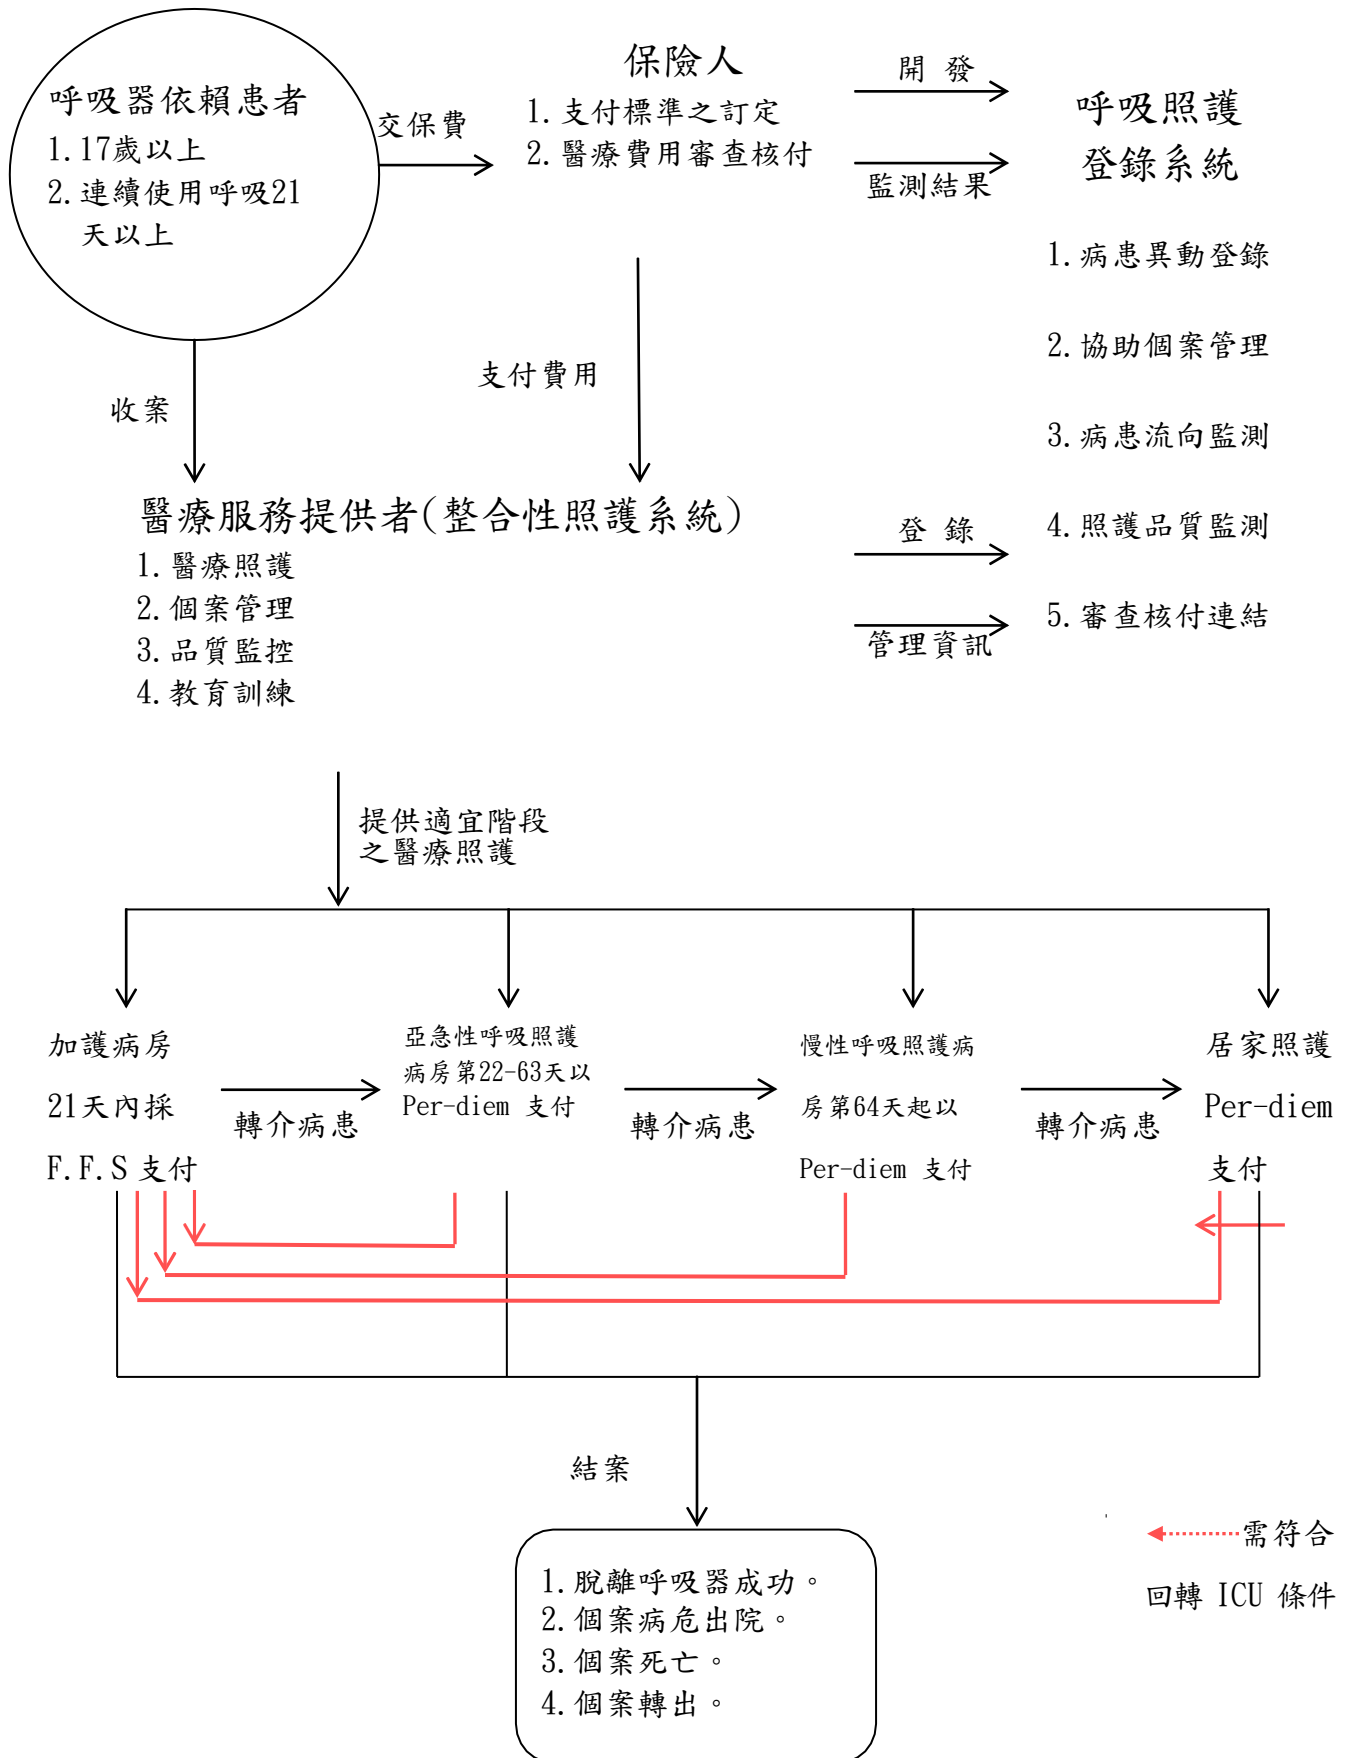 呼吸器依賴患者
1.17歲以上
2.連續使用呼吸21
天以上
交保費
保險人
1.支付標準之訂定
2.醫療費用審查核付
開 發
監測結果
呼吸照護
登錄系統
1.病患異動登錄
2.協助個案管理
3.病患流向監測
4.照護品質監測
5.審查核付連結
收案
支付費用
醫療服務提供者(整合性照護系統)
1.醫療照護
2.個案管理
3.品質監控
4.教育訓練
登 錄
管理資訊
提供適宜階段
之醫療照護
加護病房
21天內採
F.F.S 支付
轉介病患
亞急性呼吸照護
病房第22-63天以
Per-diem 支付
轉介病患
慢性呼吸照護病
房第64天起以
Per-diem 支付
轉介病患
居家照護
Per-diem
支付
結案
1.脫離呼吸器成功。
2.個案病危出院。
3.個案死亡。
4.個案轉出。
需符合
回轉 ICU 條件